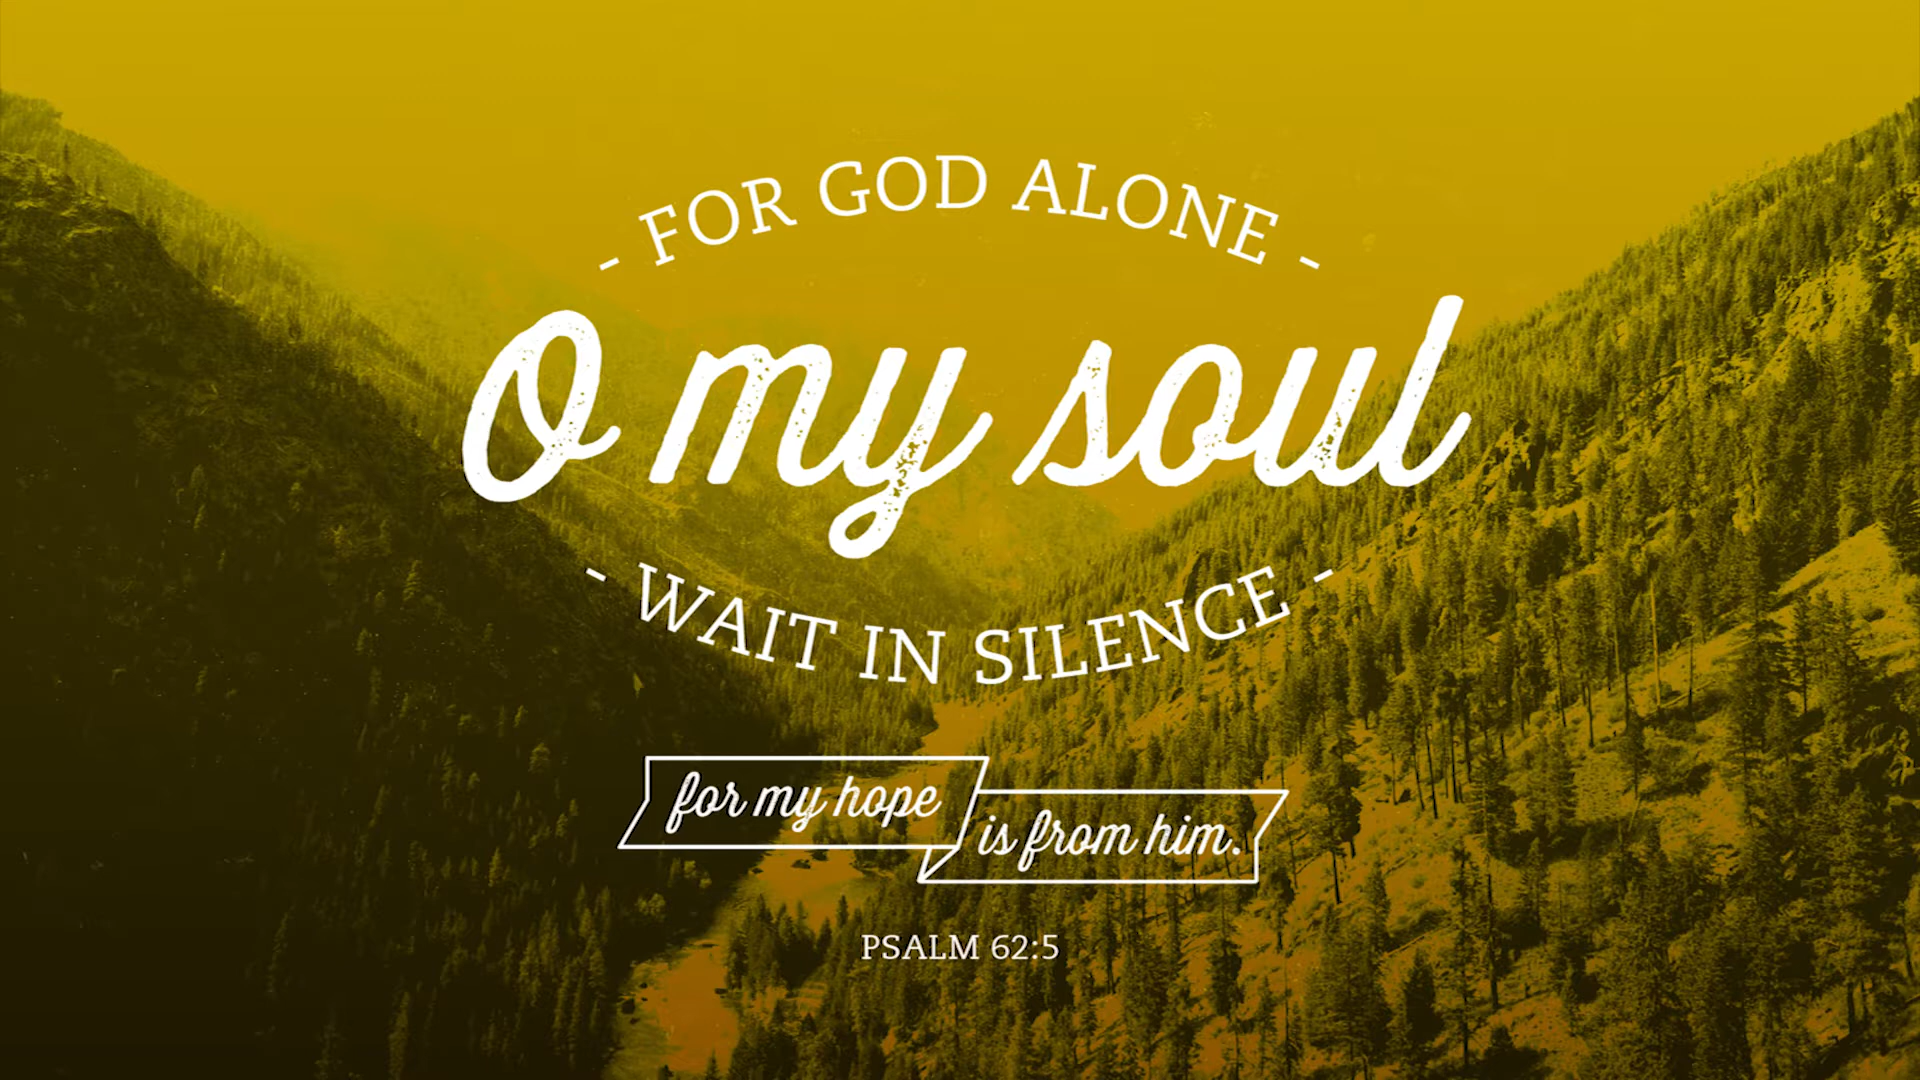 - FOR GOD ALONE -
O my soul
- WAIT IN SILENCE -
for my hope
is from him.
PSALM 62:5